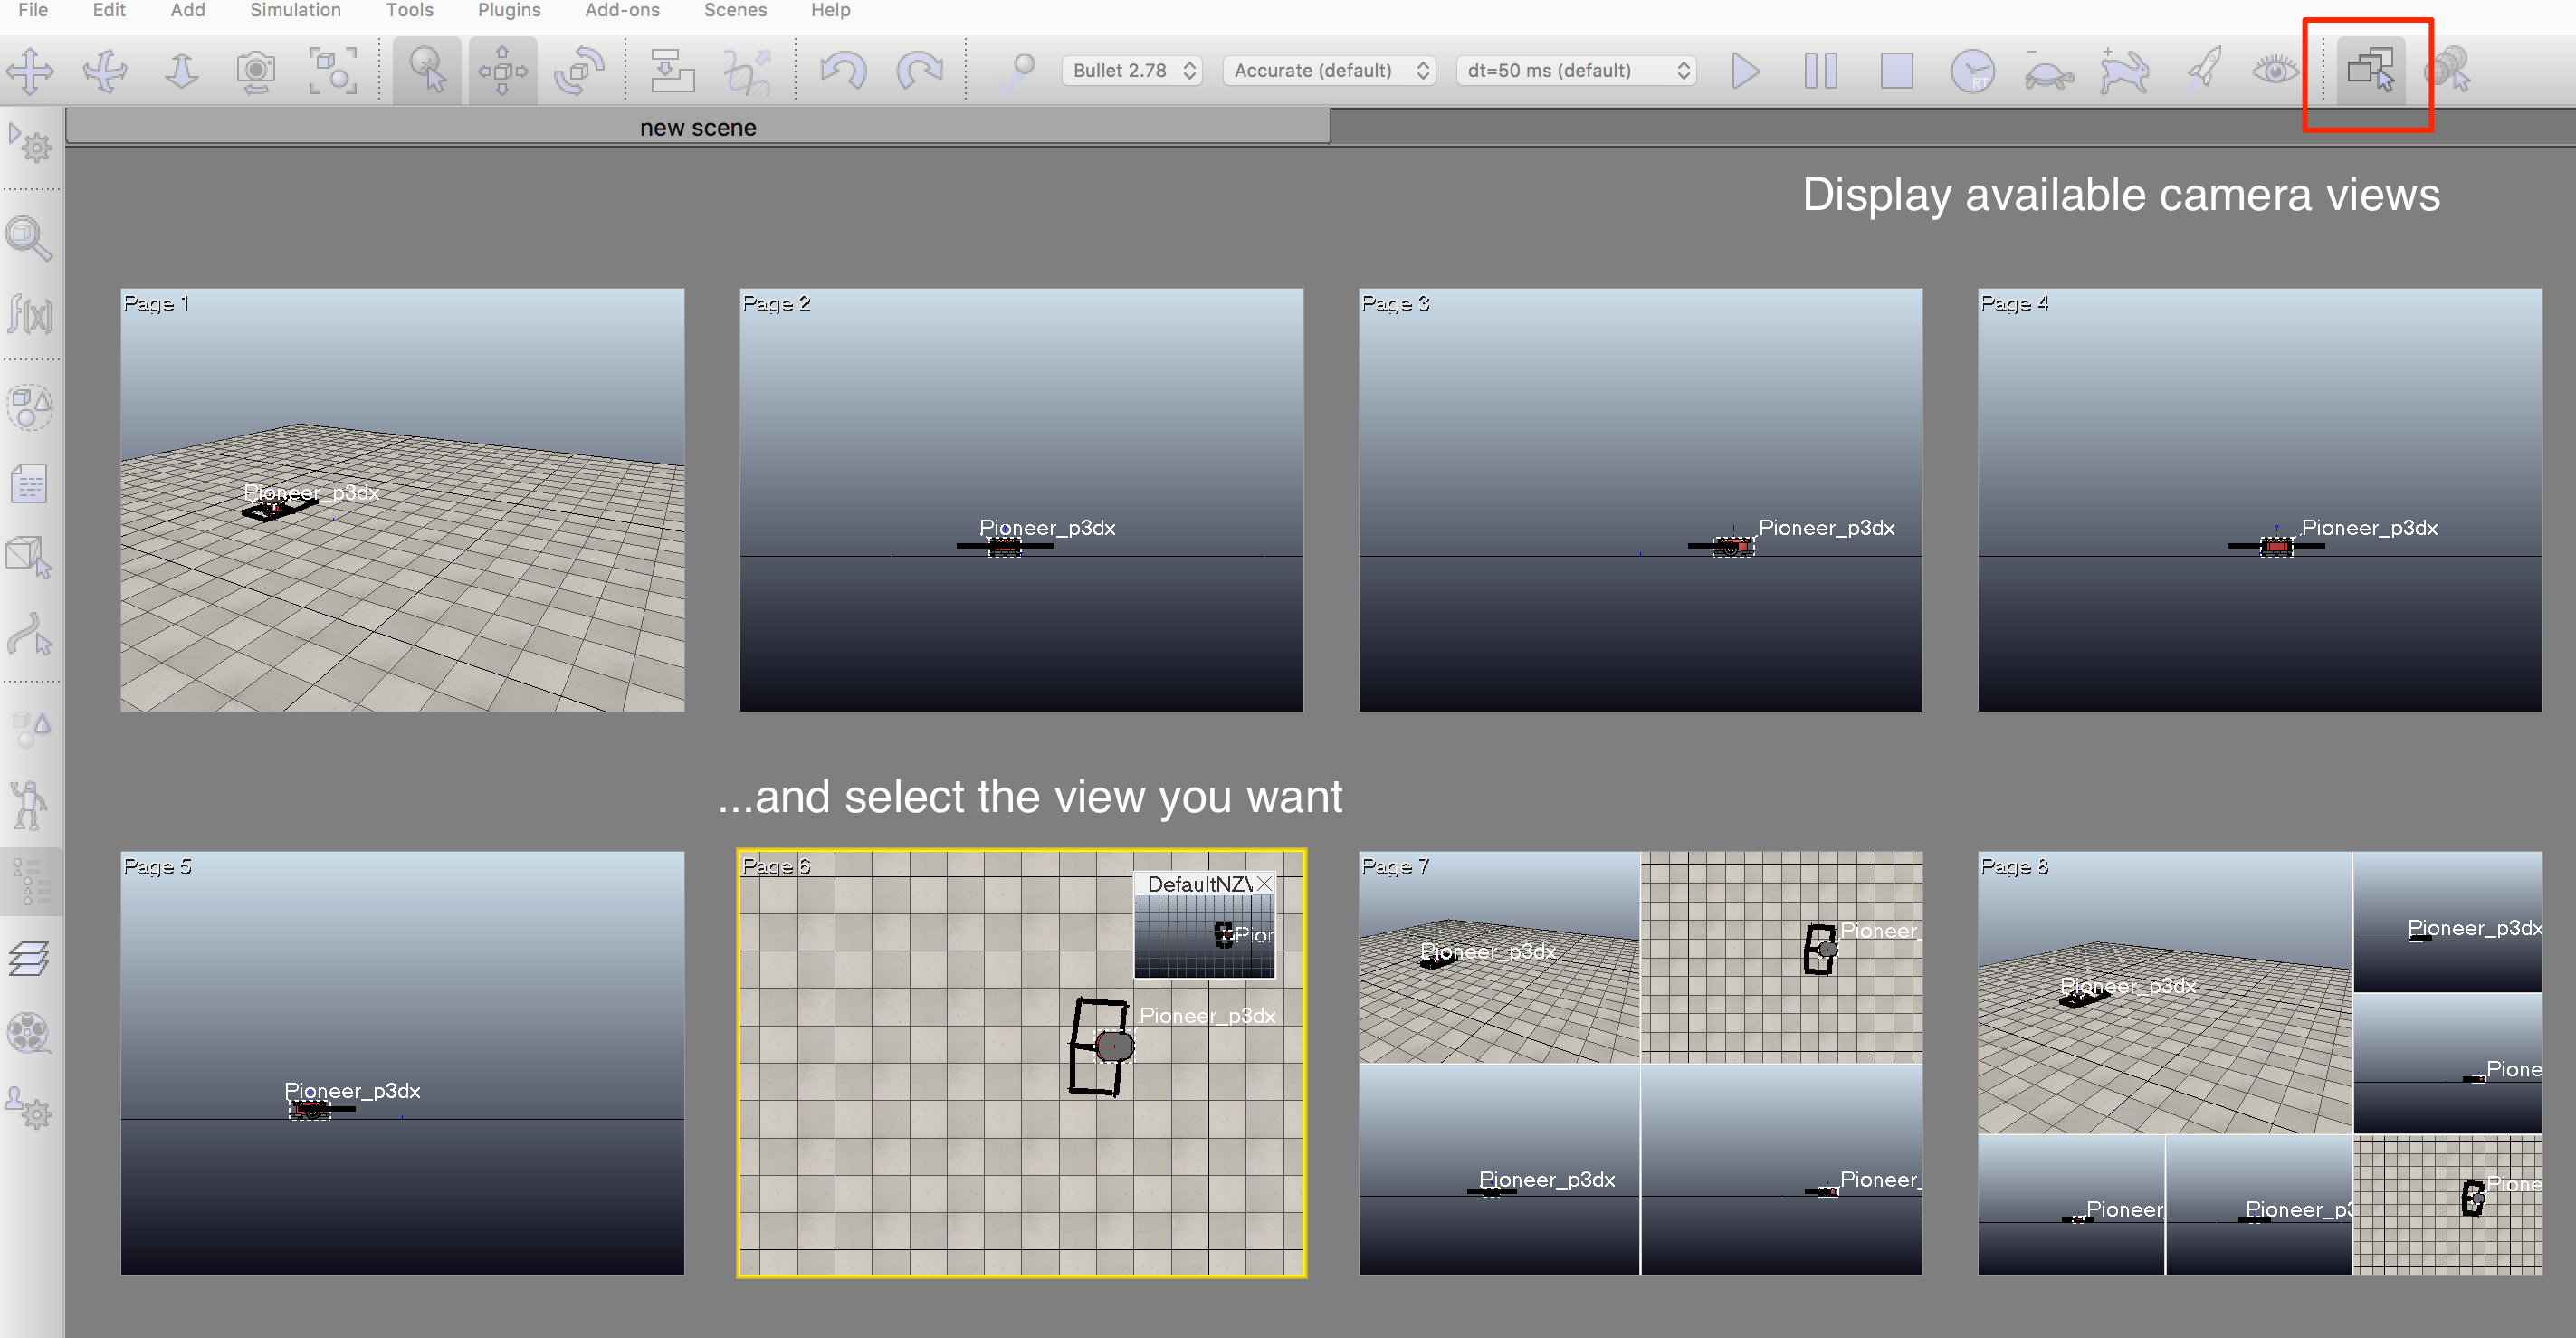 File Edit Add Simulation Tools Plugins Add-ons Scenes Help
Bullet 2.78 Accurate (default) dt=50 ms (default) RT
f(x)
new scene
Display available camera views
Page 1
Pioneer_p3dx
Page 2
Pioneer_p3dx
Page 3
Pioneer_p3dx
Page 4
Pioneer_p3dx
...and select the view you want
Page 5
Pioneer_p3dx
Page 6
DefaultNZV
Pior
Pioneer_p3dx
Page 7
Pioneer_p3dx
Pioneer_
Pioneer_p3dx
Pioneer_
Page 8
Pioneer_p3dx
Pioneer_p3dx
Pione
Pioneer_
Pioneer_p3
Pione